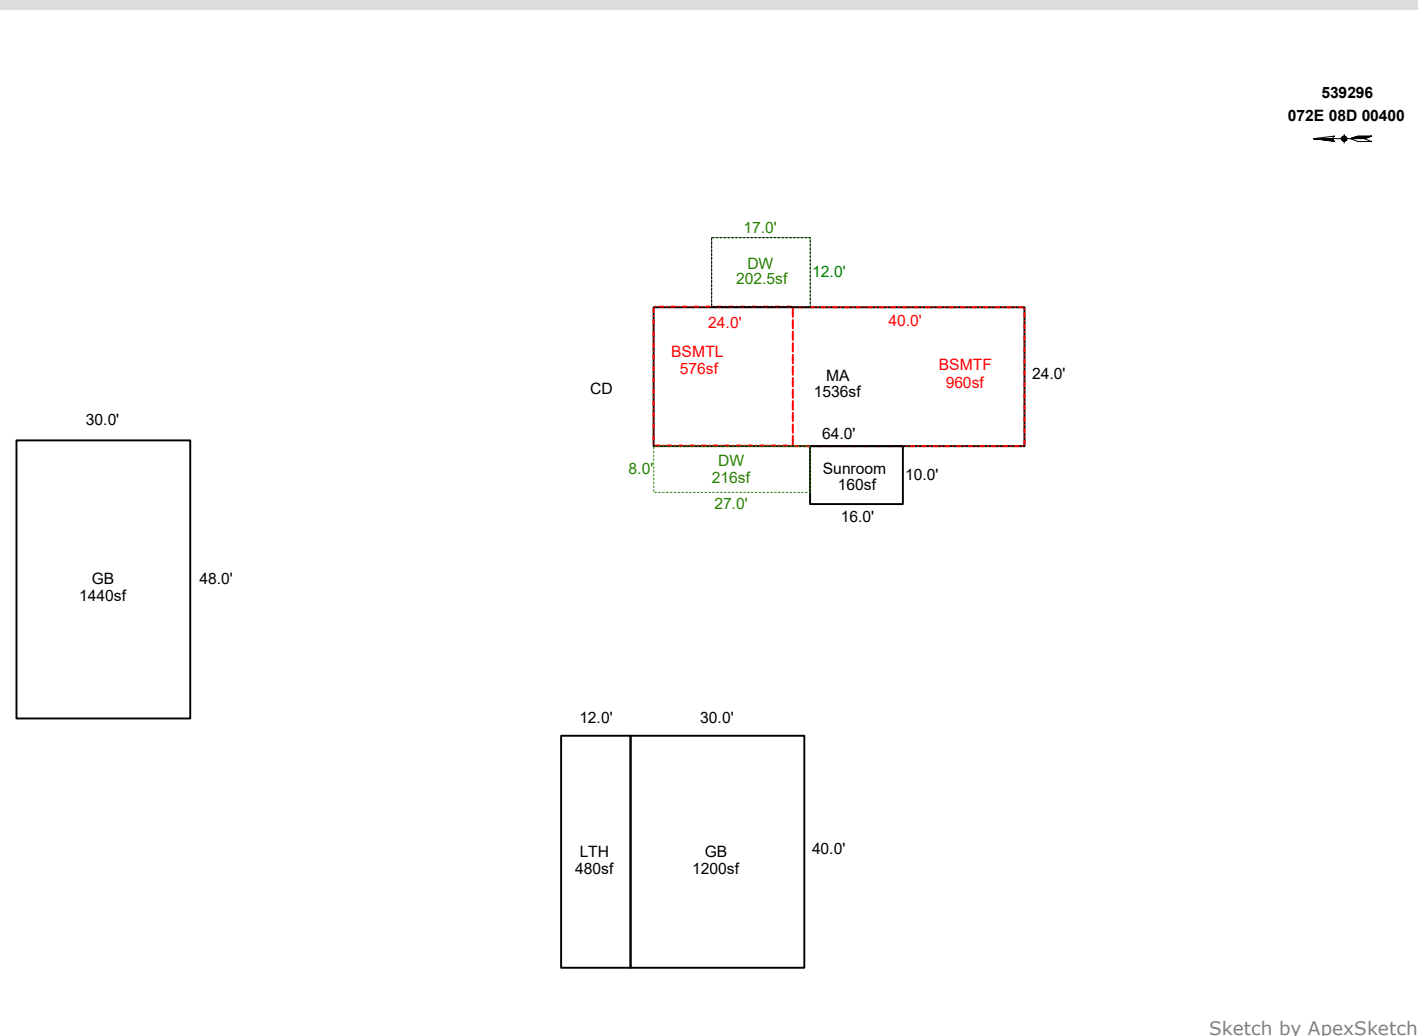 539296
072E 08D 00400
17.0'
DW
202.5sf
12.0'
24.0'
40.0'
BSMTL
576sf
MA
1536sf
BSMTF
960sf
24.0'
CD
64.0'
30.0'
8.0'
DW
216sf
27.0'
Sunroom
160sf
10.0'
16.0'
GB
1440sf
48.0'
12.0'
30.0'
LTH
480sf
GB
1200sf
40.0'
Sketch by ApexSketch